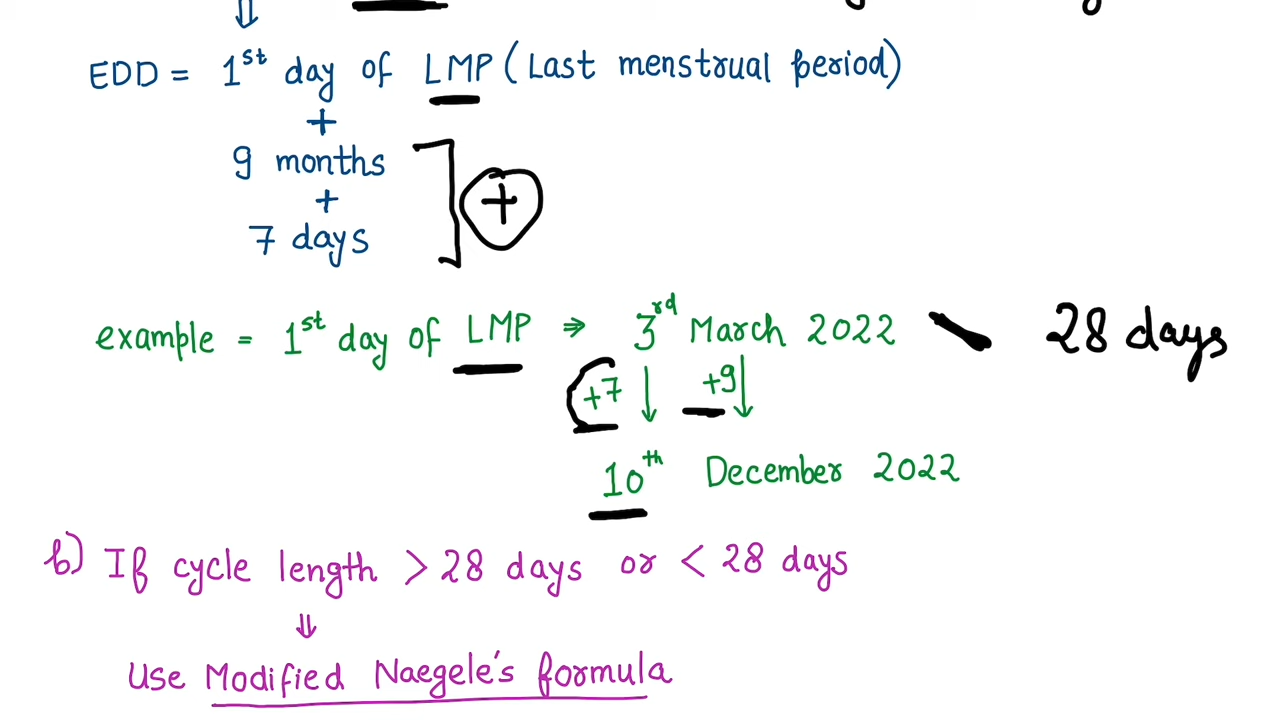 ⇓
EDD = 1st day of LMP (Last menstrual period)
+
9 months
+
+
7 days
example = 1st day of LMP ⇒ 3rd March 2022
28 days
+7 ↓ +9 ↓
10th December 2022
b) If cycle length > 28 days or < 28 days
⇓
Use Modified Naegele's formula